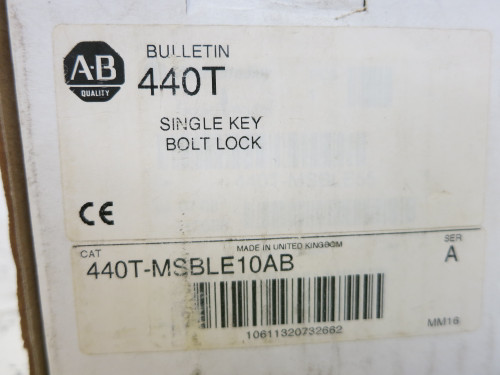 A-B
QUALITY
BULLETIN
440T
SINGLE KEY
BOLT LOCK
CE
MADE IN UNITED KINGDOM
CAT
SER
440T-MSBLE10AB
A
10611320732662
MM16